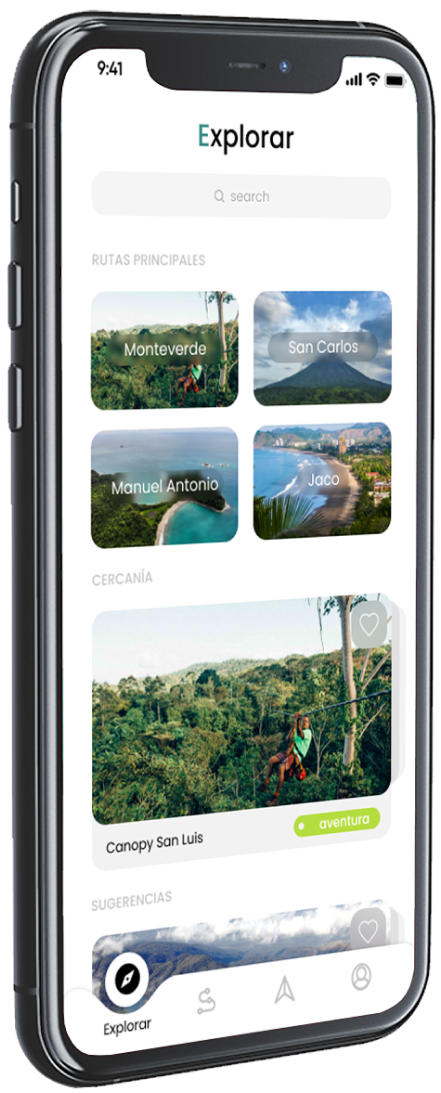 9:41
Explorar
search
RUTAS PRINCIPALES
Monteverde
San Carlos
Manuel Antonio
Jaco
CERCANÍA
Canopy San Luis
aventura
SUGERENCIAS
Explorar